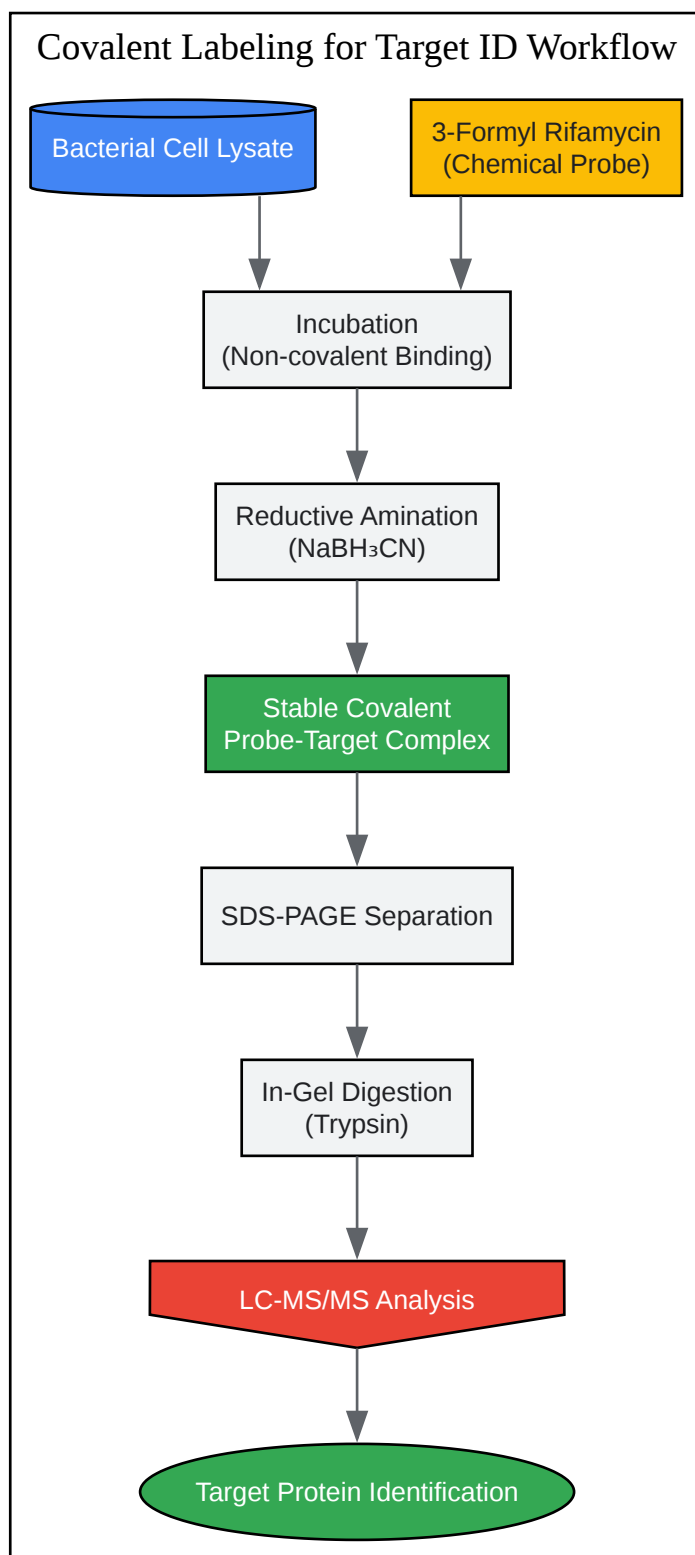 Covalent Labeling for Target ID Workflow
Bacterial Cell Lysate
3-Formyl Rifamycin
(Chemical Probe)
Incubation
(Non-covalent Binding)
Reductive Amination
(NaBH₃CN)
Stable Covalent
Probe-Target Complex
SDS-PAGE Separation
In-Gel Digestion
(Trypsin)
LC-MS/MS Analysis
Target Protein Identification